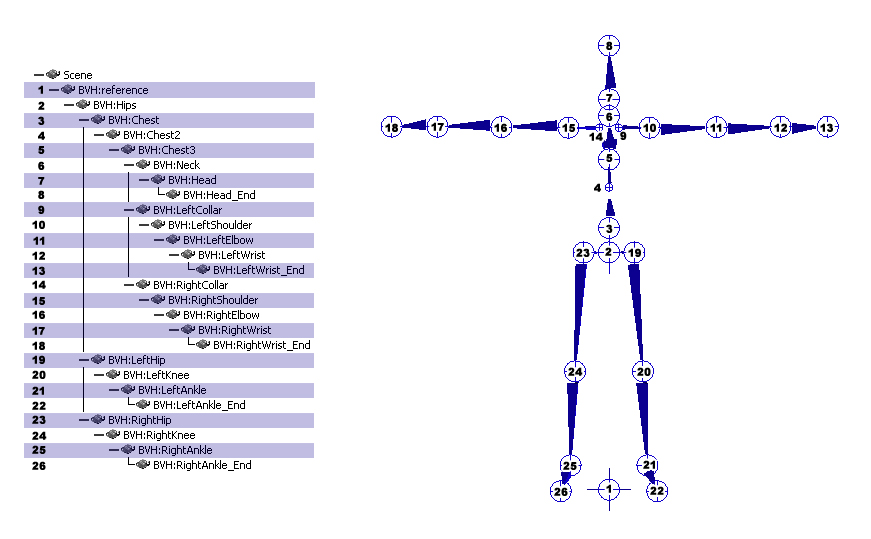 Scene
1 BVH:reference
2 BVH:Hips
3 BVH:Chest
4 BVH:Chest2
5 BVH:Chest3
6 BVH:Neck
7 BVH:Head
8 BVH:Head_End
9 BVH:LeftCollar
10 BVH:LeftShoulder
11 BVH:LeftElbow
12 BVH:LeftWrist
13 BVH:LeftWrist_End
14 BVH:RightCollar
15 BVH:RightShoulder
16 BVH:RightElbow
17 BVH:RightWrist
18 BVH:RightWrist_End
19 BVH:LeftHip
20 BVH:LeftKnee
21 BVH:LeftAnkle
22 BVH:LeftAnkle_End
23 BVH:RightHip
24 BVH:RightKnee
25 BVH:RightAnkle
26 BVH:RightAnkle_End
8
7
6
18 17 16 15 14 9 10 11 12 13
5
4
3
23 2 19
24 20
25 21
26 1 22